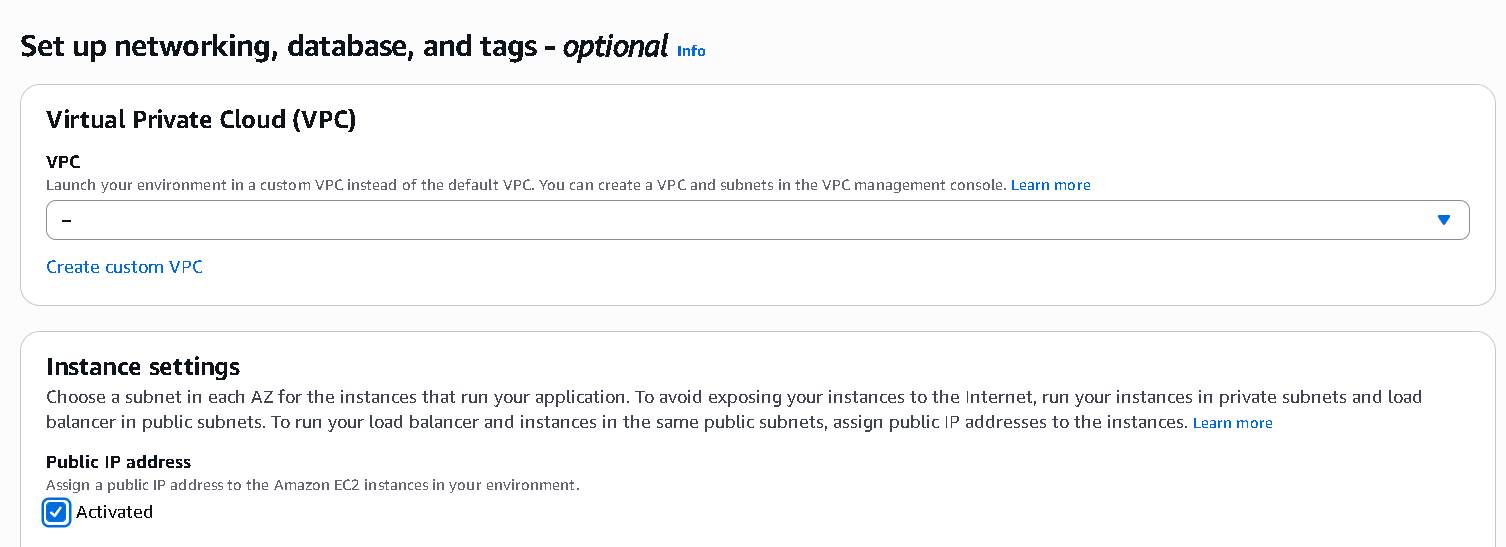 Set up networking, database, and tags - optional Info
Virtual Private Cloud (VPC)
VPC
Launch your environment in a custom VPC instead of the default VPC. You can create a VPC and subnets in the VPC management console. Learn more
–
Create custom VPC
Instance settings
Choose a subnet in each AZ for the instances that run your application. To avoid exposing your instances to the Internet, run your instances in private subnets and load
balancer in public subnets. To run your load balancer and instances in the same public subnets, assign public IP addresses to the instances. Learn more
Public IP address
Assign a public IP address to the Amazon EC2 instances in your environment.
Activated